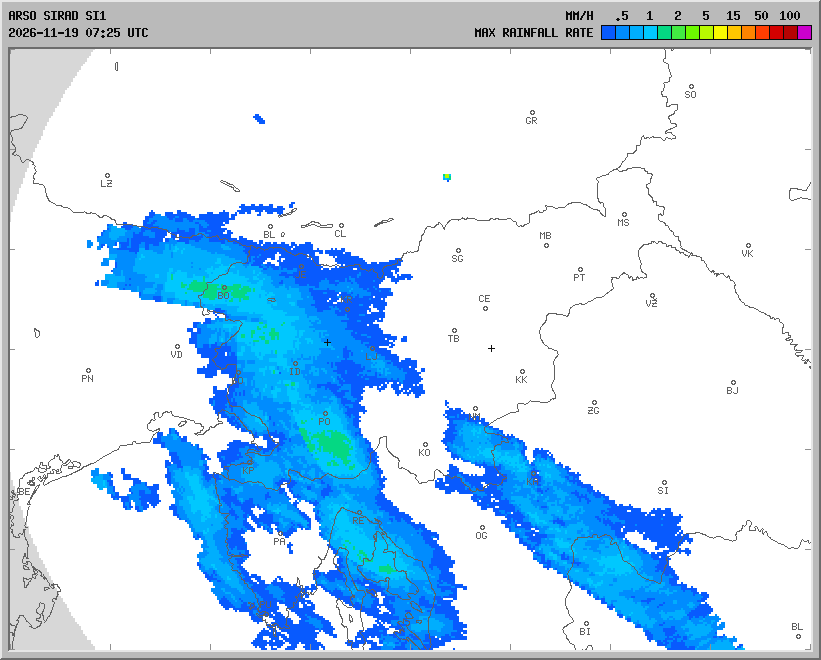 ARSO SIRAD SI1
2026-11-19 07:25 UTC
MM/H .5 1 2 5 15 50 100
MAX RAINFALL RATE
SO
GR
LZ
MS
BL
CL
MB
VK
SG
PT
BO
CE
VZ
TB
VD
LJ
ID
KK
PN
BJ
ZG
PO
KO
KP
SI
BE
RE
OG
PA
BI
BL